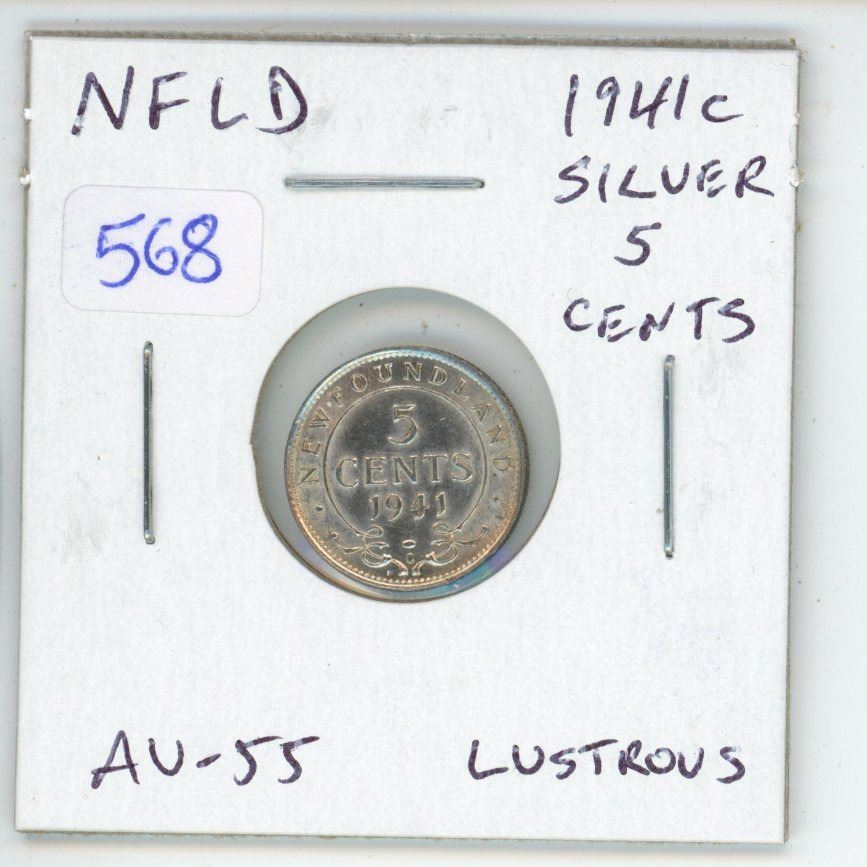 NFLD
1941c
SILVER
5
CENTS
568
NEWFOUNDLAND
5
CENTS
1941
C
AU-55
LUSTROUS